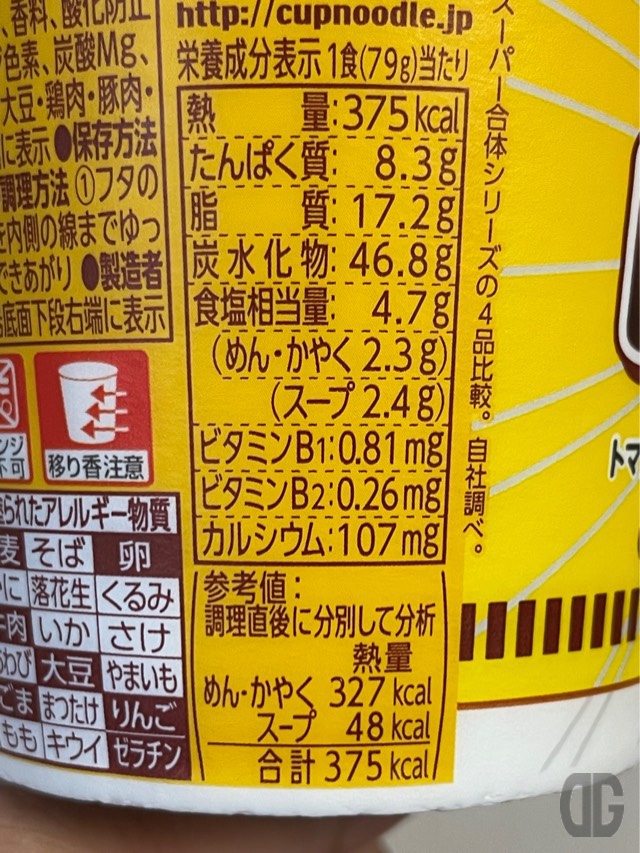 、香料、酸化防止
色素、炭酸Mg、
大豆・鶏肉・豚肉・
に表示●保存方法
調理方法 ①フタの
を内側の線までゆっ
できあがり ●製造者
底面下段右端に表示
http://cupnoodle.jp
栄養成分表示 1食(79g)当たり
熱量:375kcal
たんぱく質: 8.3g
脂質:17.2g
炭水化物:46.8g
食塩相当量: 4.7g
(めん・かやく 2.3g)
(スープ 2.4g)
ビタミンB1:0.81mg
ビタミンB2:0.26mg
カルシウム:107mg
参考値:
調理直後に分別して分析
熱量
めん・かやく 327kcal
スープ 48kcal
合計 375kcal
スーパー合体シリーズの4品比較。自社調べ。
ンジ
不可
移り香注意
られたアレルギー物質
麦 そば 卵
に 落花生 くるみ
牛肉 いか さけ
わび 大豆 やまいも
ごま まつたけ りんご
もも キウイ ゼラチン
トマ
DG